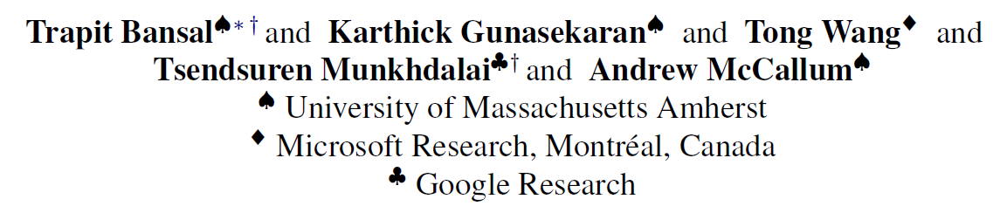 Trapit Bansal♠∗† and Karthick Gunasekaran♠ and Tong Wang♦ and
Tsendsuren Munkhdalai♣† and Andrew McCallum♠
♠ University of Massachusetts Amherst
♦ Microsoft Research, Montréal, Canada
♣ Google Research